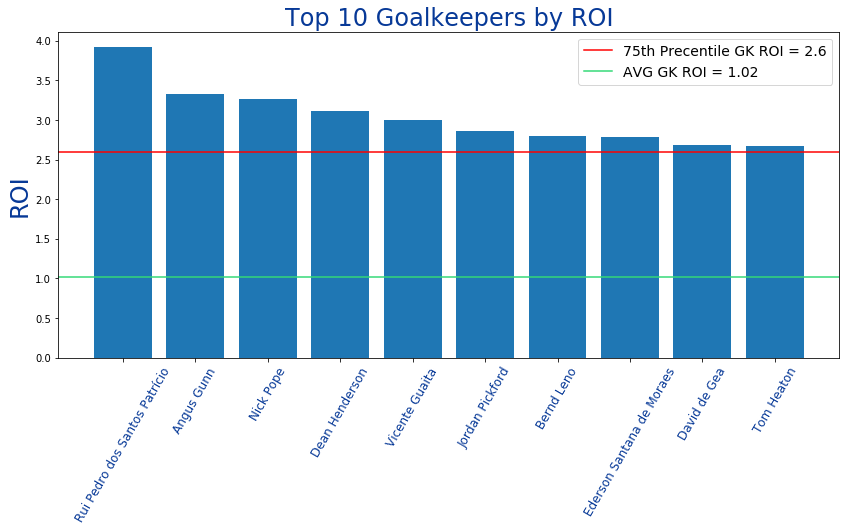 Top 10 Goalkeepers by ROI
75th Precentile GK ROI = 2.6
AVG GK ROI = 1.02
ROI
4.0
3.5
3.0
2.5
2.0
1.5
1.0
0.5
0.0
Rui Pedro dos Santos Patrício
Angus Gunn
Nick Pope
Dean Henderson
Vicente Guaita
Jordan Pickford
Bernd Leno
Ederson Santana de Moraes
David de Gea
Tom Heaton